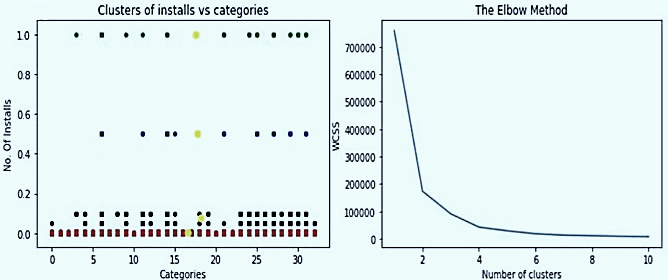 Clusters of installs vs categories
No. Of Installs
1.0
0.8
0.6
0.4
0.2
0.0
0 5 10 15 20 25 30
Categories
The Elbow Method
WCSS
700000
600000
500000
400000
300000
200000
100000
0
2 4 6 8 10
Number of clusters